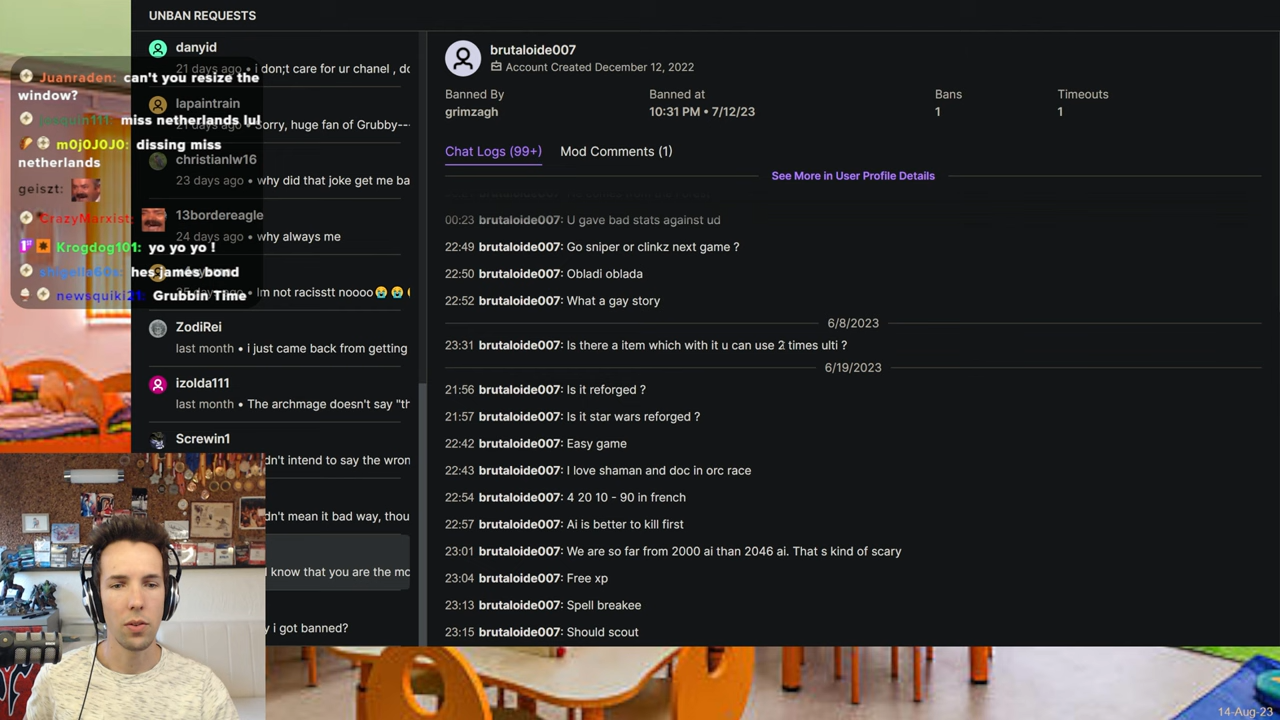 UNBAN REQUESTS
danyid
21 days ago • i don;t care for ur chanel , do
lapaintrain
21 days ago • Sorry, huge fan of Grubby--
christianlw16
23 days ago • why did that joke get me ba
13bordereagle
24 days ago • why always me
Im not racisstt noooo😭😭
ZodiRei
last month • i just came back from getting
izolda111
last month • The archmage doesn't say "th
Screwin1
dn't intend to say the wron
dn't mean it bad way, thou
I know that you are the mo
y i got banned?
Juanraden: can't you resize the
window?
miss netherlands lul
m0j0J0J0: dissing miss
netherlands
geiszt:
CrazyMarxist:
Krogdog101: yo yo yo !
hes james bond
newsquiki21: Grubbin Time
brutaloide007
Account Created December 12, 2022
Banned By
grimzagh
Banned at
10:31 PM • 7/12/23
Bans
1
Timeouts
1
Chat Logs (99+)
Mod Comments (1)
See More in User Profile Details
00:23 brutaloide007: U gave bad stats against ud
22:49 brutaloide007: Go sniper or clinkz next game ?
22:50 brutaloide007: Obladi oblada
22:52 brutaloide007: What a gay story
6/8/2023
23:31 brutaloide007: Is there a item which with it u can use 2 times ulti ?
6/19/2023
21:56 brutaloide007: Is it reforged ?
21:57 brutaloide007: Is it star wars reforged ?
22:42 brutaloide007: Easy game
22:43 brutaloide007: I love shaman and doc in orc race
22:54 brutaloide007: 4 20 10 - 90 in french
22:57 brutaloide007: Ai is better to kill first
23:01 brutaloide007: We are so far from 2000 ai than 2046 ai. That s kind of scary
23:04 brutaloide007: Free xp
23:13 brutaloide007: Spell breakee
23:15 brutaloide007: Should scout
14-Aug-23